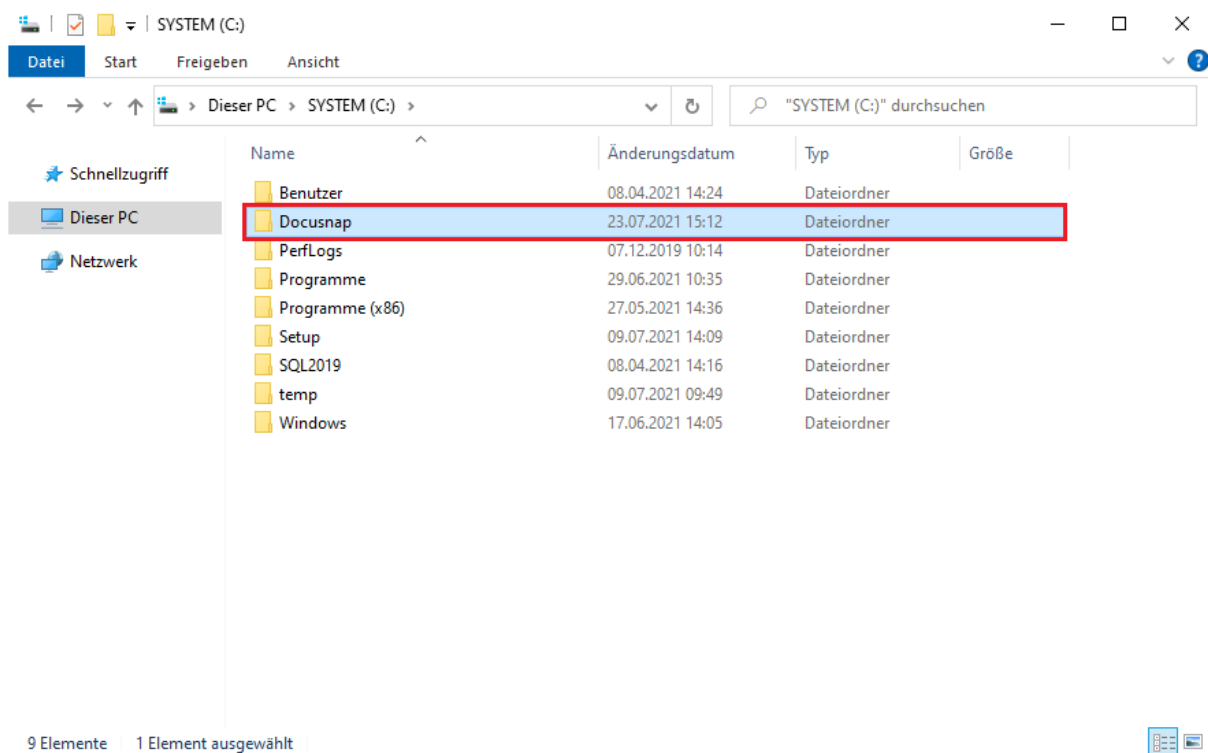 SYSTEM (C:)
Datei Start Freigeben Ansicht ?
Dieser PC > SYSTEM (C:) > "SYSTEM (C:)" durchsuchen
Name Änderungsdatum Typ Größe
Schnellzugriff
Dieser PC
Netzwerk
Benutzer 08.04.2021 14:24 Dateiordner
Docusnap 23.07.2021 15:12 Dateiordner
PerfLogs 07.12.2019 10:14 Dateiordner
Programme 29.06.2021 10:35 Dateiordner
Programme (x86) 27.05.2021 14:36 Dateiordner
Setup 09.07.2021 14:09 Dateiordner
SQL2019 08.04.2021 14:16 Dateiordner
temp 09.07.2021 09:49 Dateiordner
Windows 17.06.2021 14:05 Dateiordner
9 Elemente 1 Element ausgewählt